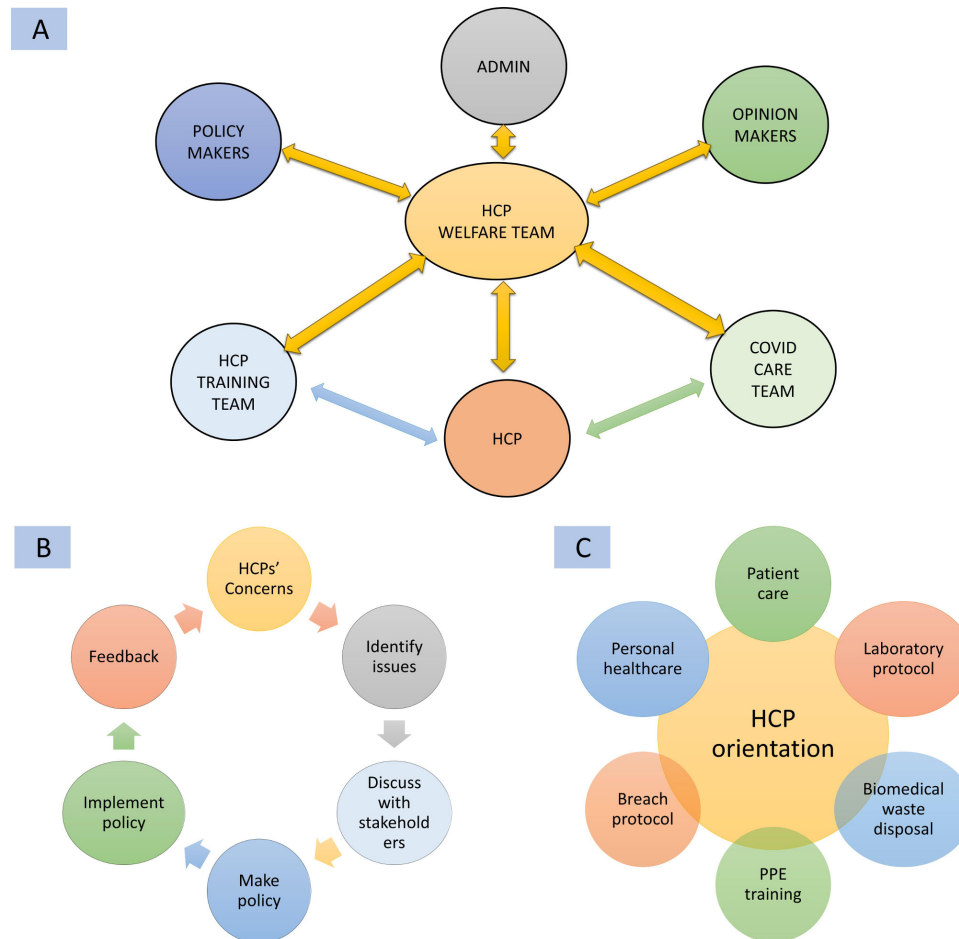 A
ADMIN
POLICY
MAKERS
OPINION
MAKERS
HCP
WELFARE TEAM
HCP
TRAINING
TEAM
COVID
CARE
TEAM
HCP
B
HCPs'
Concerns
Identify
issues
Discuss
with
stakehold
ers
Make
policy
Implement
policy
Feedback
C
Patient
care
Laboratory
protocol
Biomedical
waste
disposal
PPE
training
Breach
protocol
Personal
healthcare
HCP
orientation